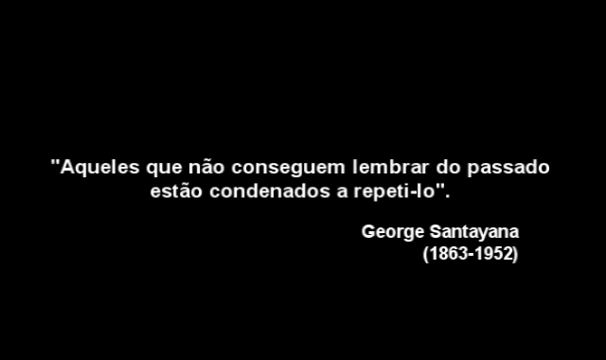 "Aqueles que não conseguem lembrar do passado
estão condenados a repeti-lo".
George Santayana
(1863-1952)